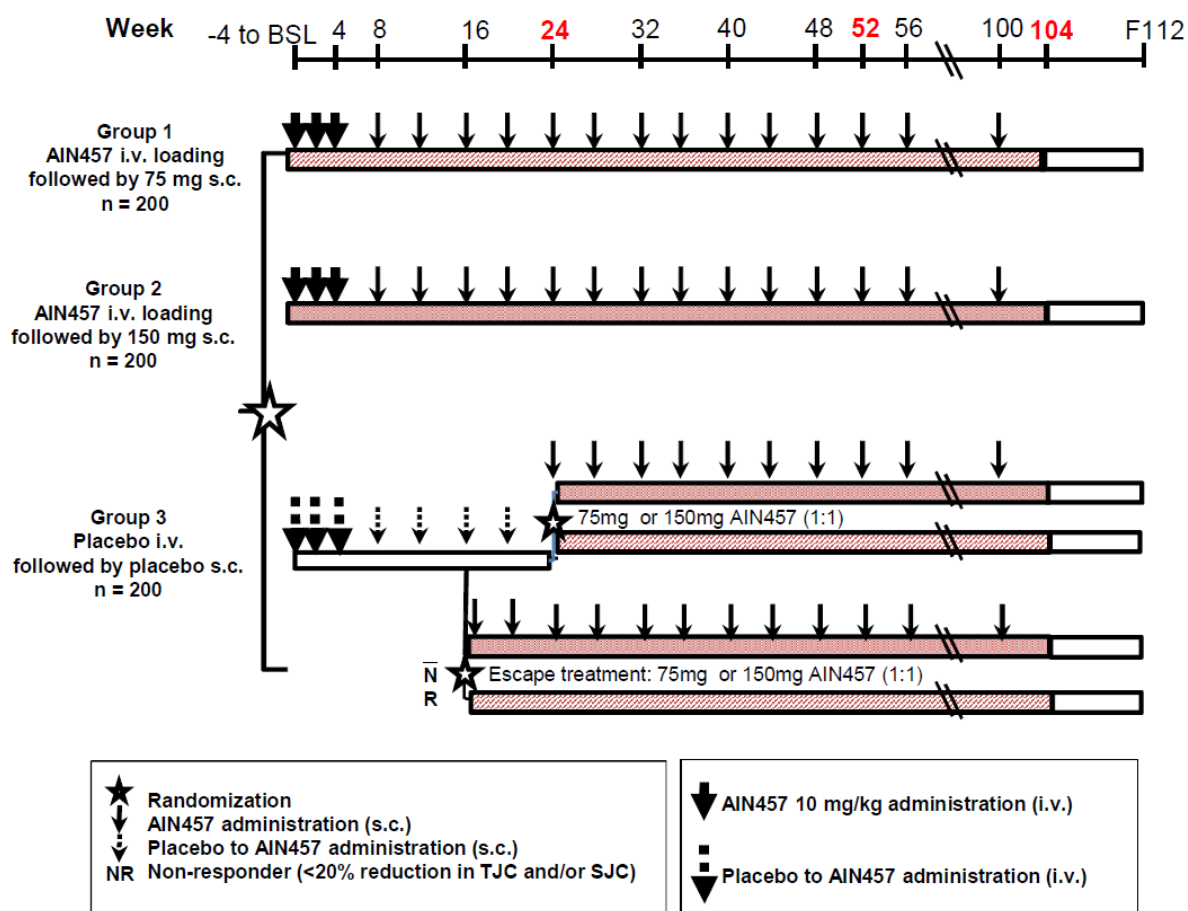 Week -4 to BSL 4 8 16 24 32 40 48 52 56 100 104 F112
Group 1
AIN457 i.v. loading
followed by 75 mg s.c.
n = 200
Group 2
AIN457 i.v. loading
followed by 150 mg s.c.
n = 200
Group 3
Placebo i.v.
followed by placebo s.c.
n = 200
75mg or 150mg AIN457 (1:1)
N
R
Escape treatment: 75mg or 150mg AIN457 (1:1)
Randomization
AIN457 administration (s.c.)
Placebo to AIN457 administration (s.c.)
NR Non-responder (<20% reduction in TJC and/or SJC)
AIN457 10 mg/kg administration (i.v.)
Placebo to AIN457 administration (i.v.)